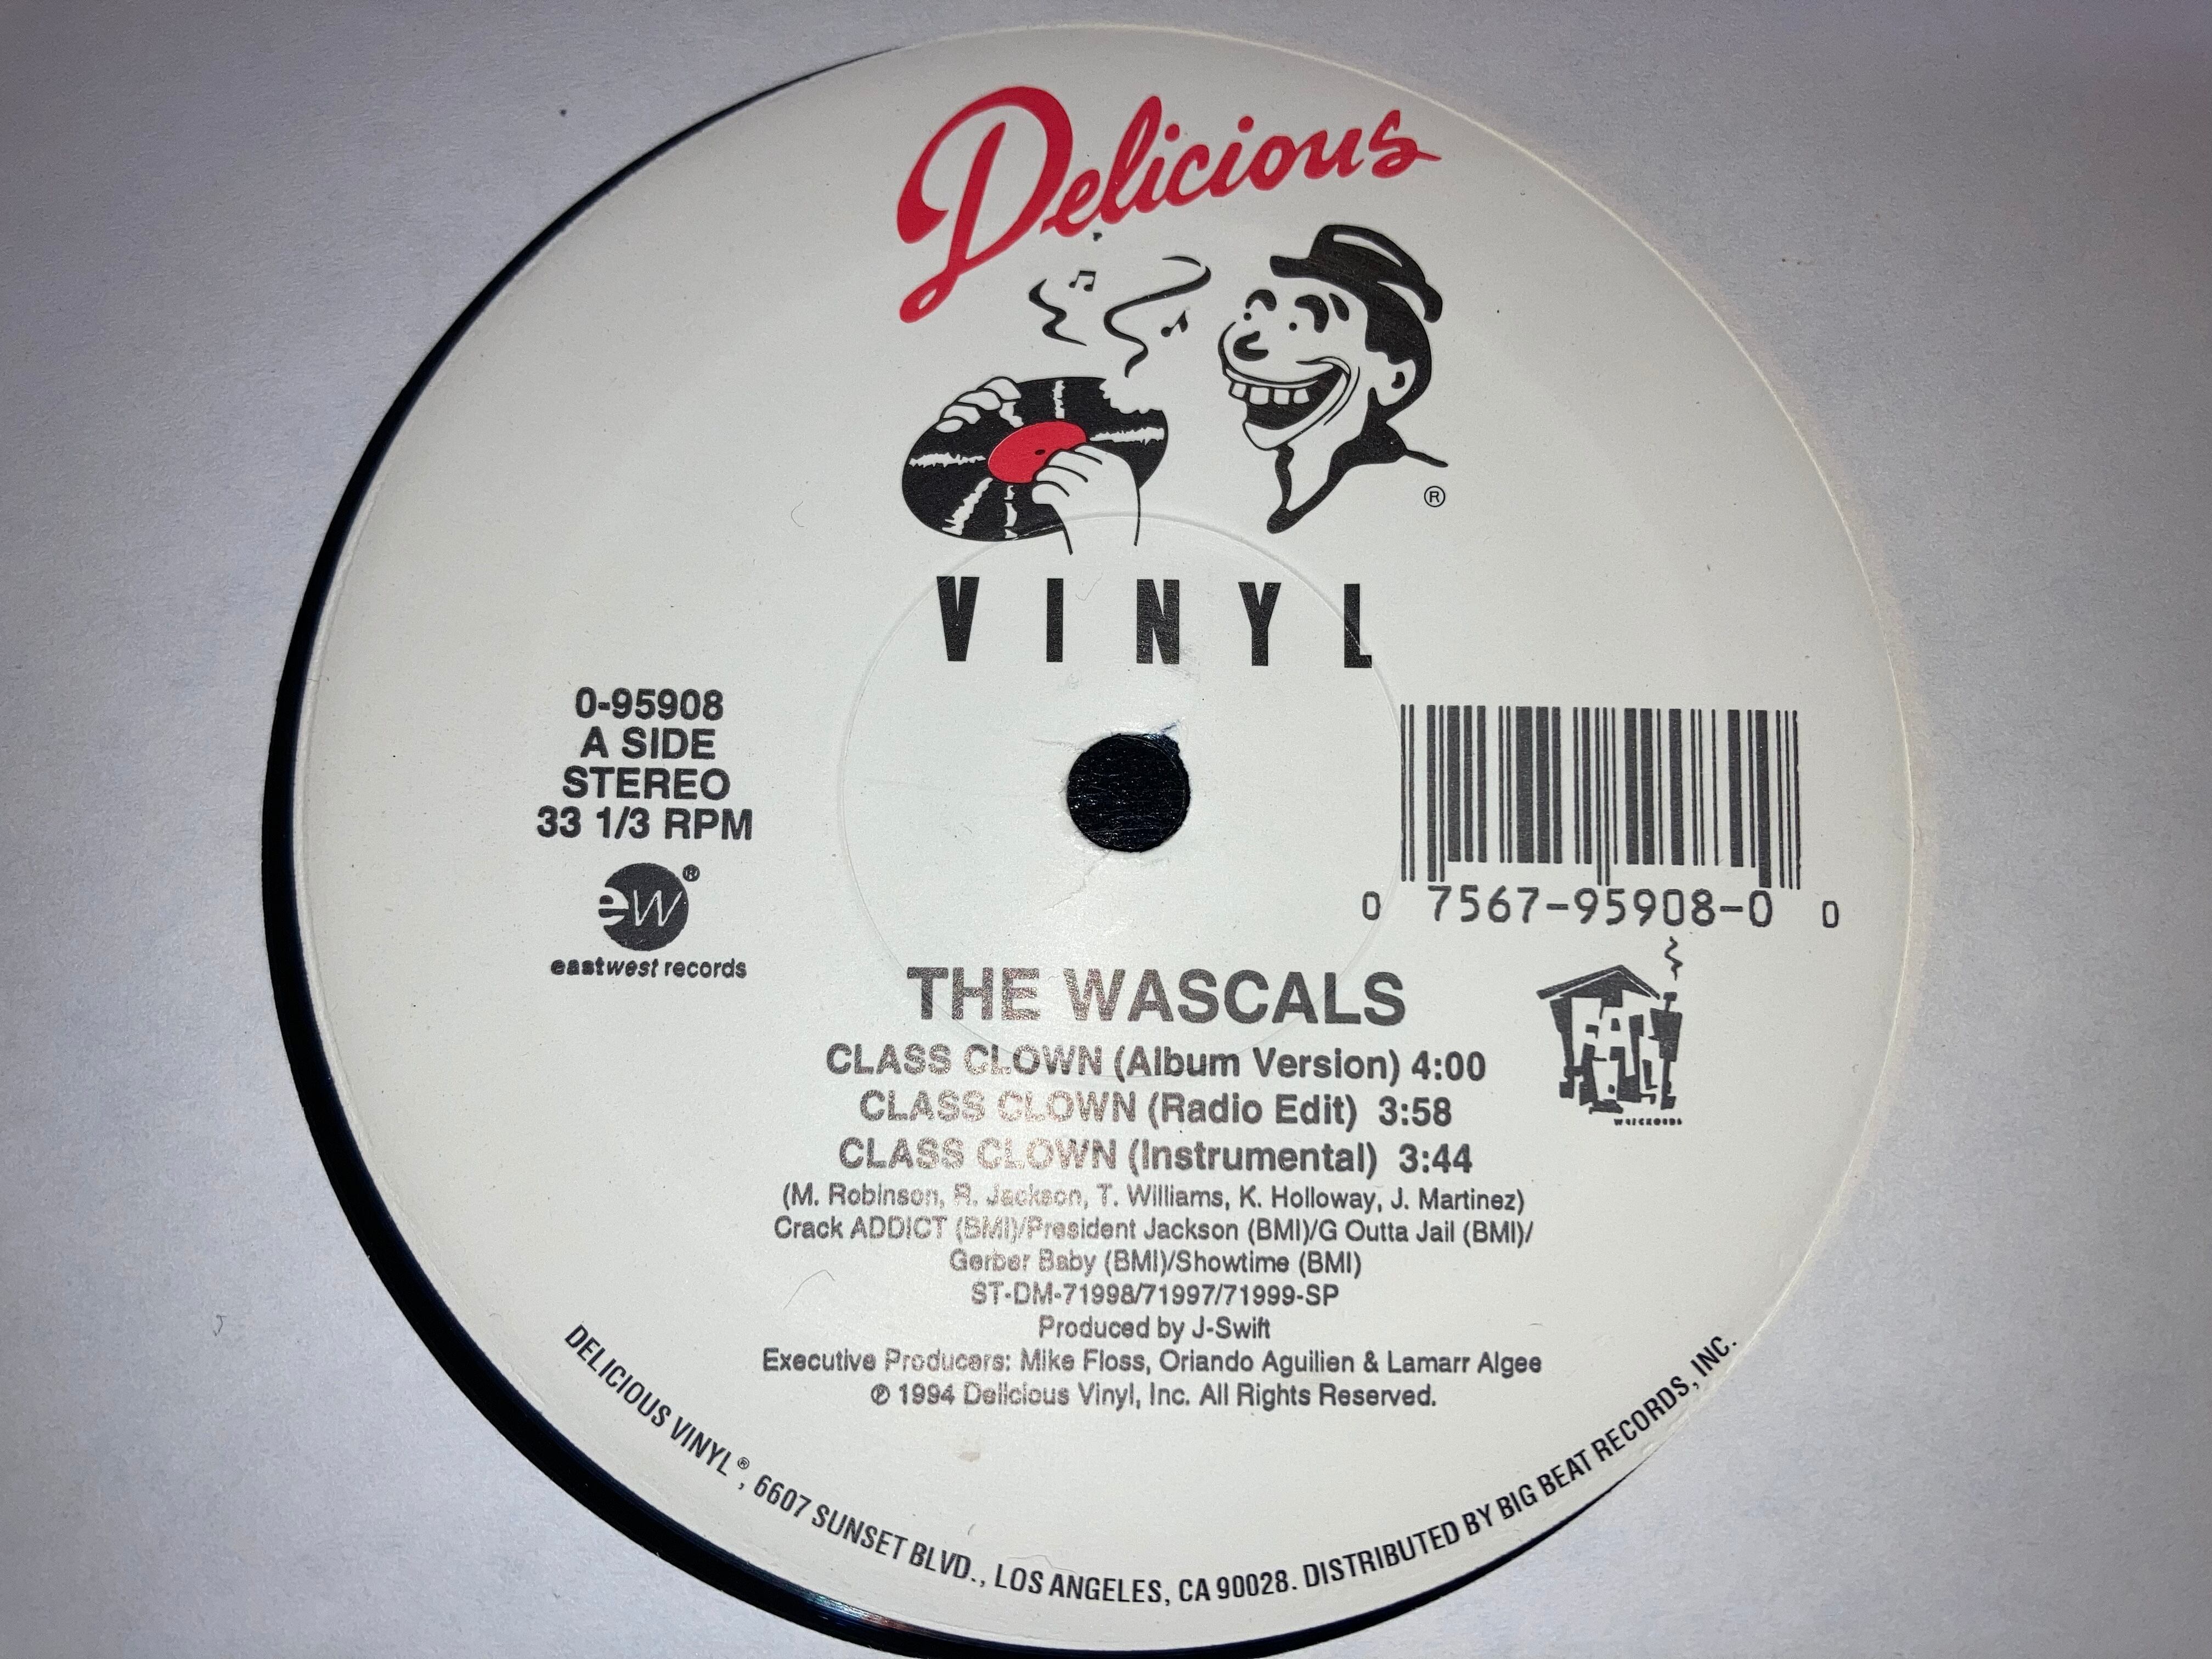 Delicious
®
VINYL
0-95908
A SIDE
STEREO
33 1/3 RPM
ew®
eastwest records
0 7567-95908-0 0
THE WASCALS
CLASS CLOWN (Album Version) 4:00
CLASS CLOWN (Radio Edit) 3:58
CLASS CLOWN (Instrumental) 3:44
(M. Robinson, R. Jackson, T. Williams, K. Holloway, J. Martinez)
Crack ADDICT (BMI)/President Jackson (BMI)/G Outta Jail (BMI)/
Gerber Baby (BMI)/Showtime (BMI)
ST-DM-71998/71997/71999-SP
Produced by J-Swift
Executive Producers: Mike Floss, Orlando Aguilien & Lamarr Algee
℗ 1994 Delicious Vinyl, Inc. All Rights Reserved.
DELICIOUS VINYL®, 6607 SUNSET BLVD., LOS ANGELES, CA 90028. DISTRIBUTED BY BIG BEAT RECORDS, INC.